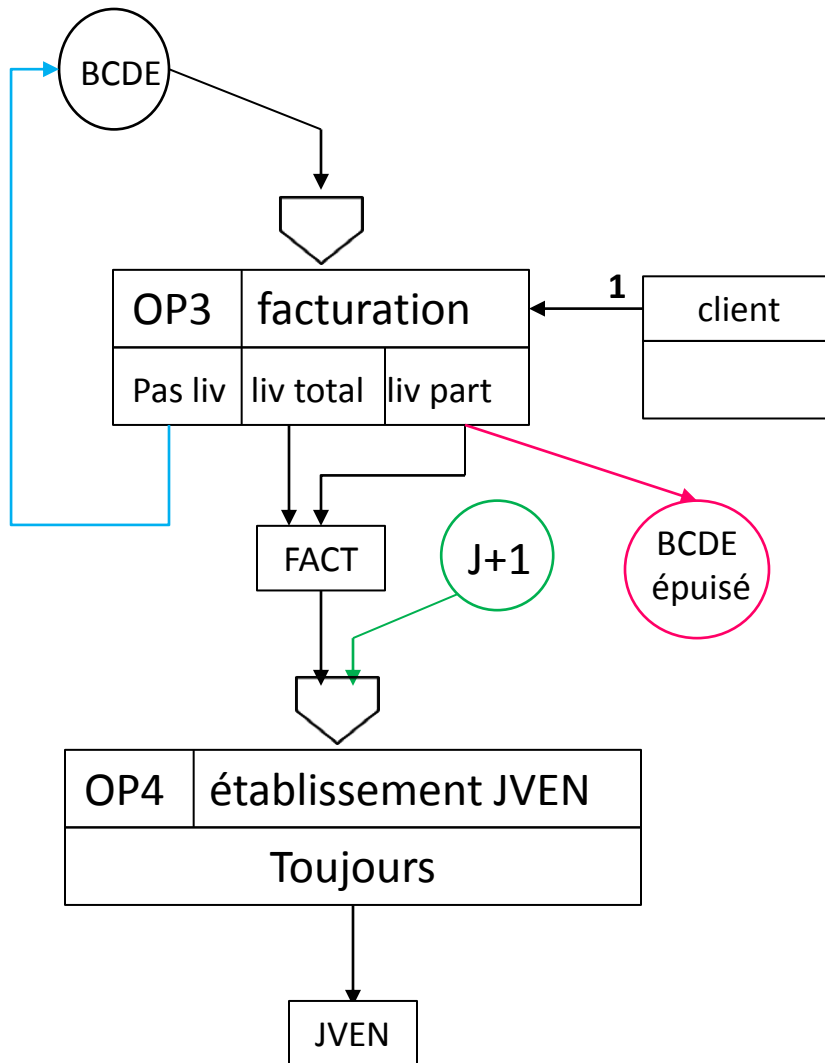 BCDE
OP3 facturation
1
client
Pas liv liv total liv part
FACT
J+1
BCDE
épuisé
OP4 établissement JVEN
Toujours
JVEN